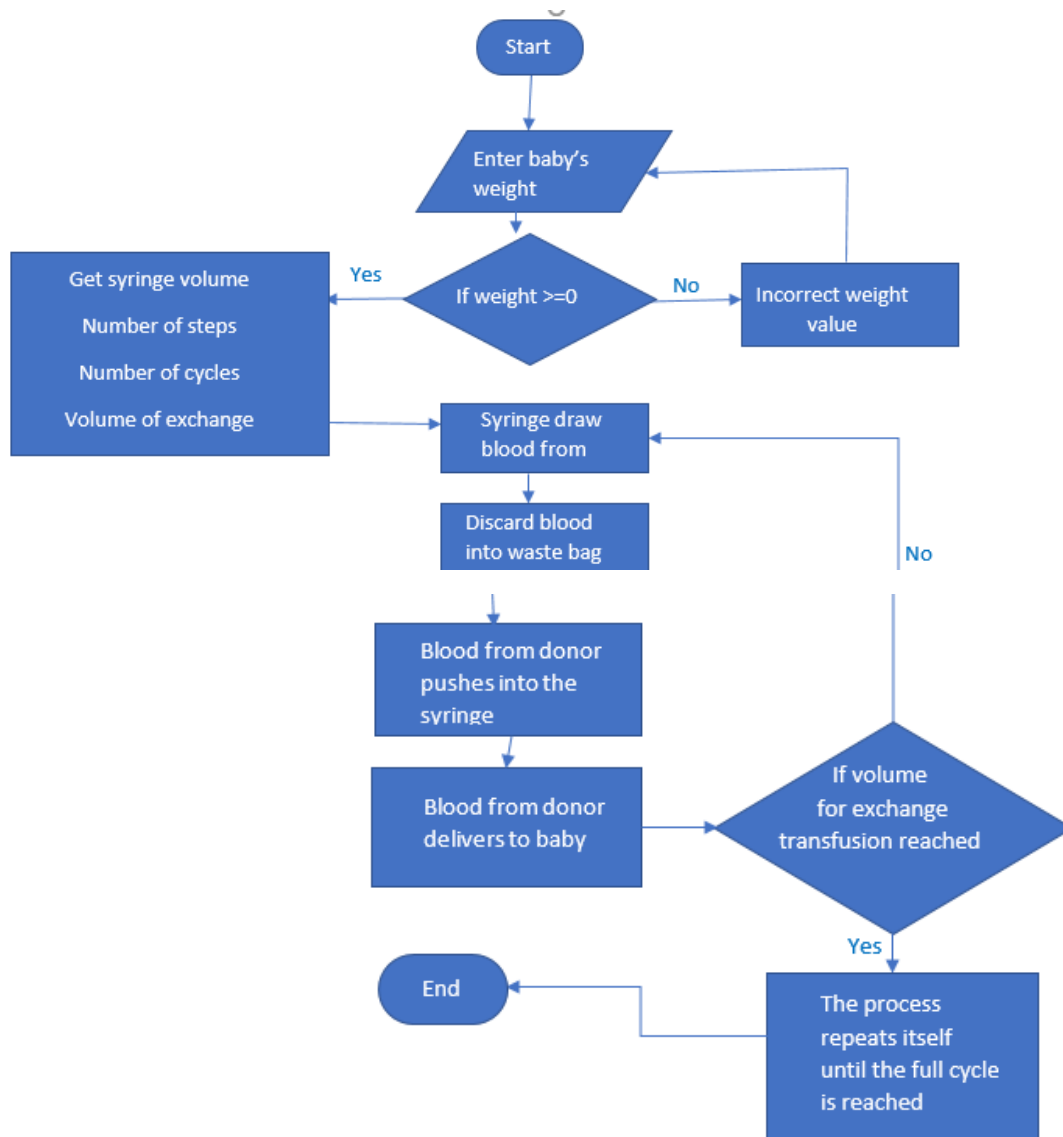 Start
Enter baby's
weight
If weight >=0
Yes
No
Incorrect weight
value
Get syringe volume
Number of steps
Number of cycles
Volume of exchange
Syringe draw
blood from
Discard blood
into waste bag
No
Blood from donor
pushes into the
syringe
Blood from donor
delivers to baby
If volume
for exchange
transfusion reached
Yes
The process
repeats itself
until the full cycle
is reached
End